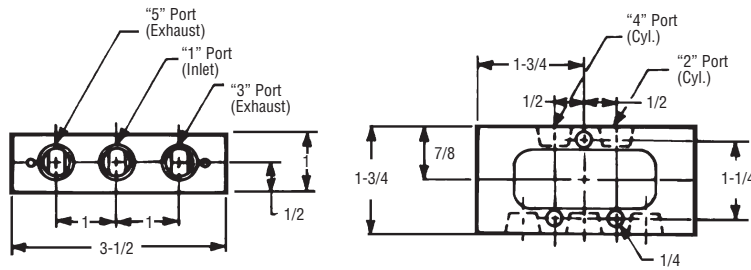 “5” Port
(Exhaust)
“1” Port
(Inlet)
“3” Port
(Exhaust)
1
1/2
1
1
3-1/2
“4” Port
(Cyl.)
“2” Port
(Cyl.)
1-3/4
1/2
1/2
7/8
1-3/4
1-1/4
1/4